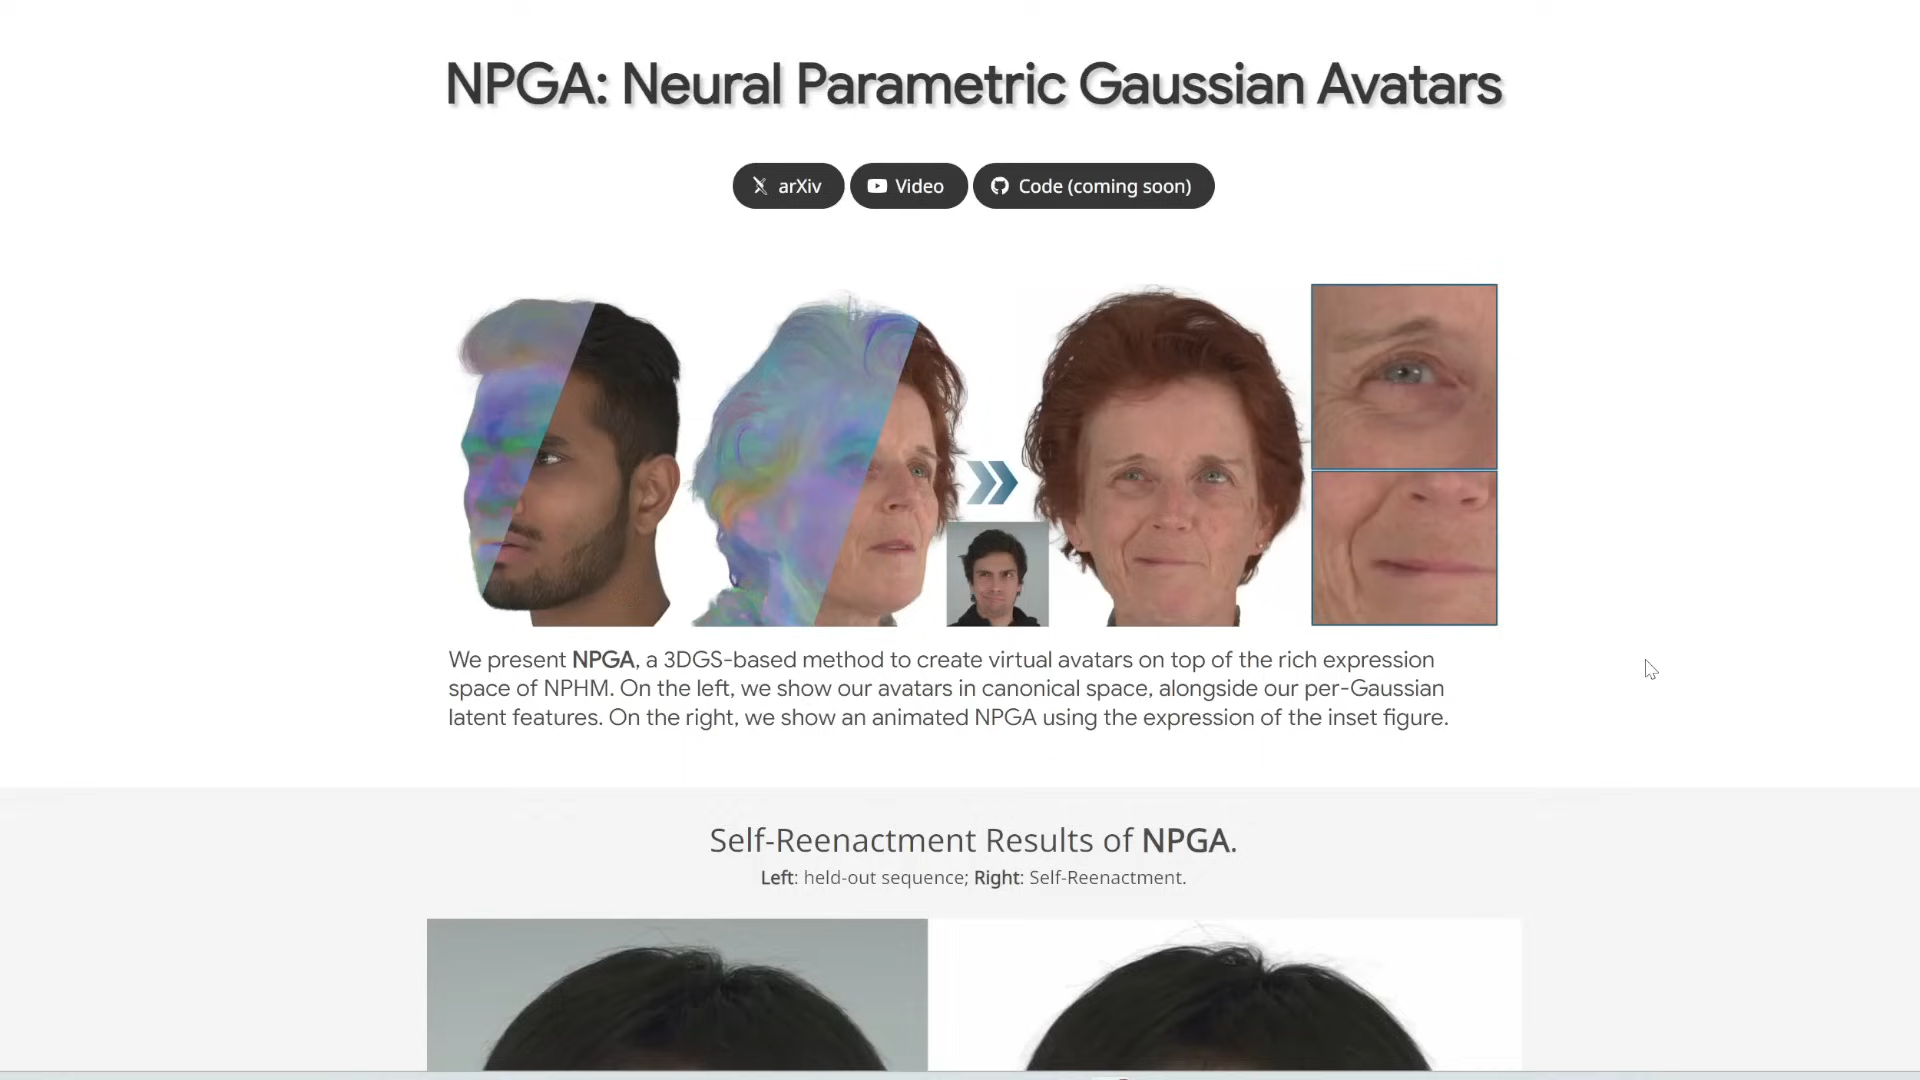 NPGA: Neural Parametric Gaussian Avatars
arXiv
Video
Code (coming soon)
We present NPGA, a 3DGS-based method to create virtual avatars on top of the rich expression
space of NPHM. On the left, we show our avatars in canonical space, alongside our per-Gaussian
latent features. On the right, we show an animated NPGA using the expression of the inset figure.
Self-Reenactment Results of NPGA.
Left: held-out sequence; Right: Self-Reenactment.